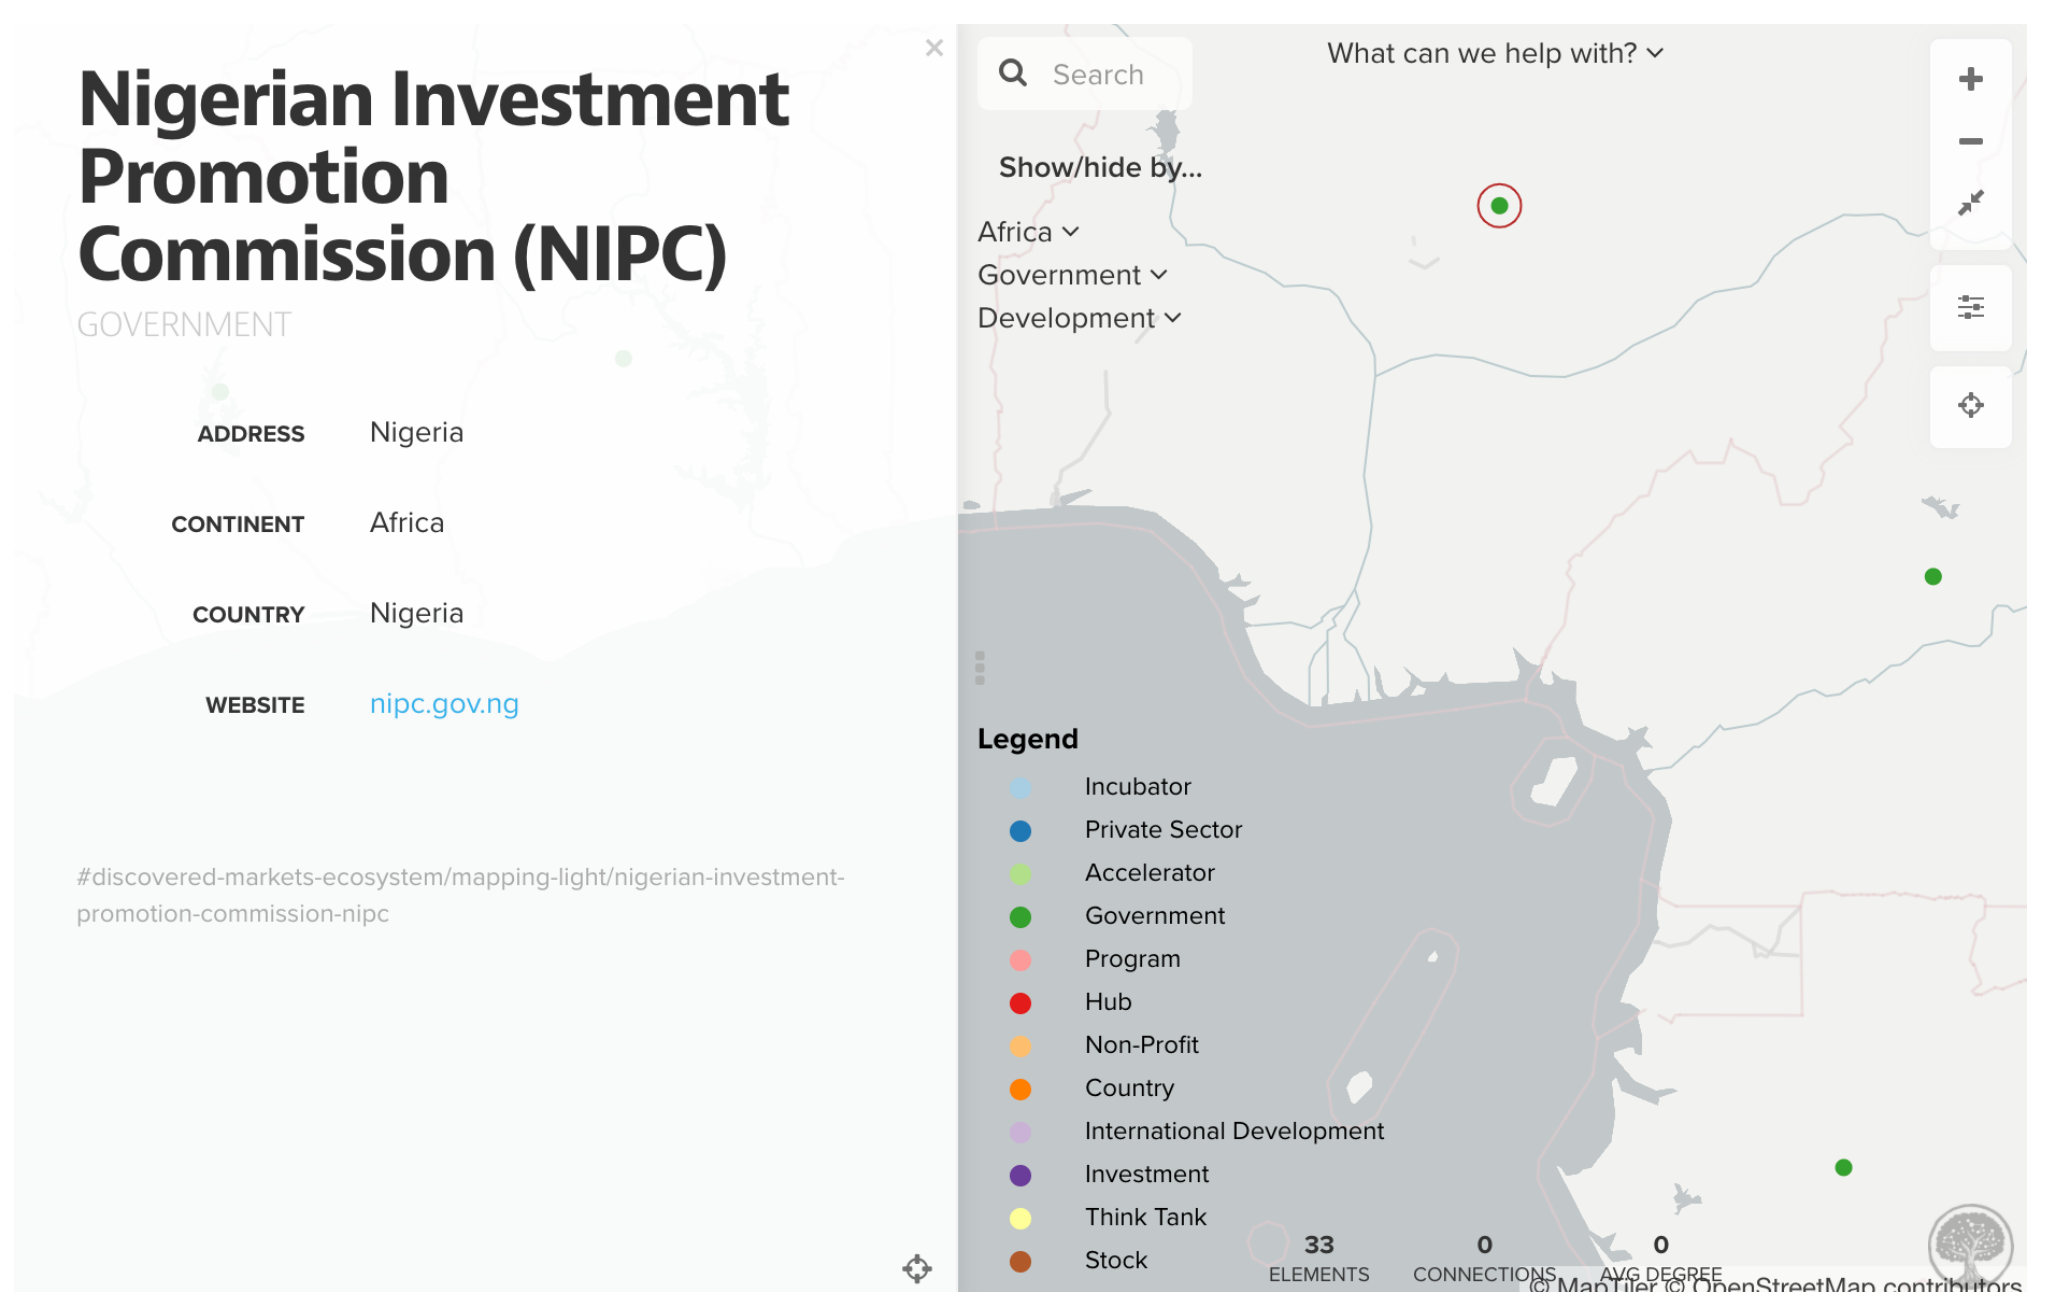 Nigerian Investment
Promotion
Commission (NIPC)
GOVERNMENT
ADDRESS Nigeria
CONTINENT Africa
COUNTRY Nigeria
WEBSITE nipc.gov.ng
#discovered-markets-ecosystem/mapping-light/nigerian-investment-
promotion-commission-nipc
Search
What can we help with?
Show/hide by...
Africa
Government
Development
Legend
Incubator
Private Sector
Accelerator
Government
Program
Hub
Non-Profit
Country
International Development
Investment
Think Tank
Stock
33 0 0
ELEMENTS CONNECTIONS AVG DEGREE
© MapTiler © OpenStreetMap contributors